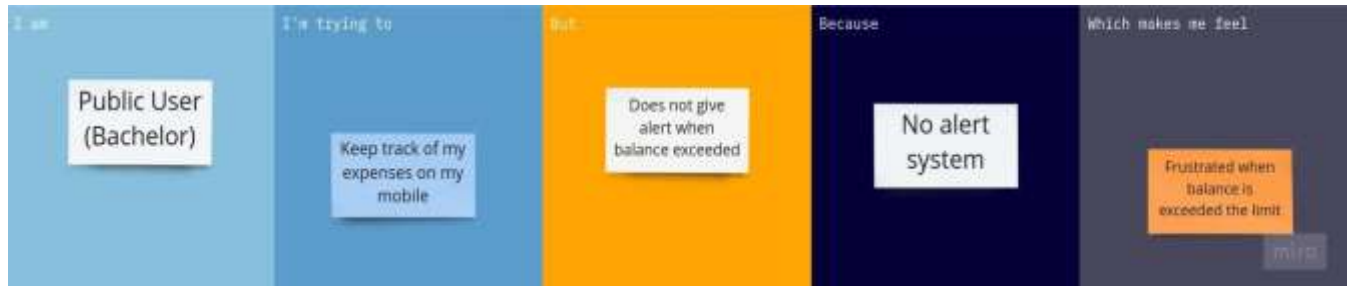 I am
Public User
(Bachelor)
I'm trying to
Keep track of my
expenses on my
mobile
But
Does not give
alert when
balance exceeded
Because
No alert
system
Which makes me feel
Frustrated when
balance is
exceeded the limit
miro